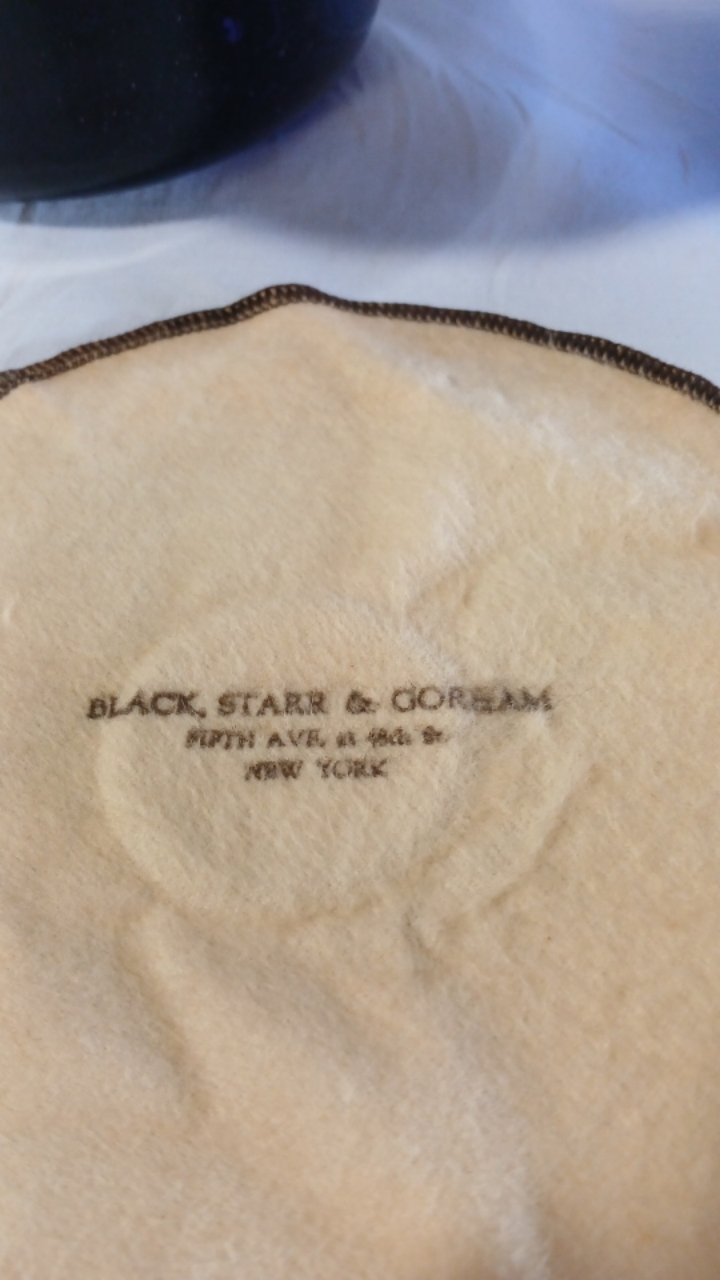 BLACK, STARR & GORHAM
FIFTH AVE. at 48th St.
NEW YORK